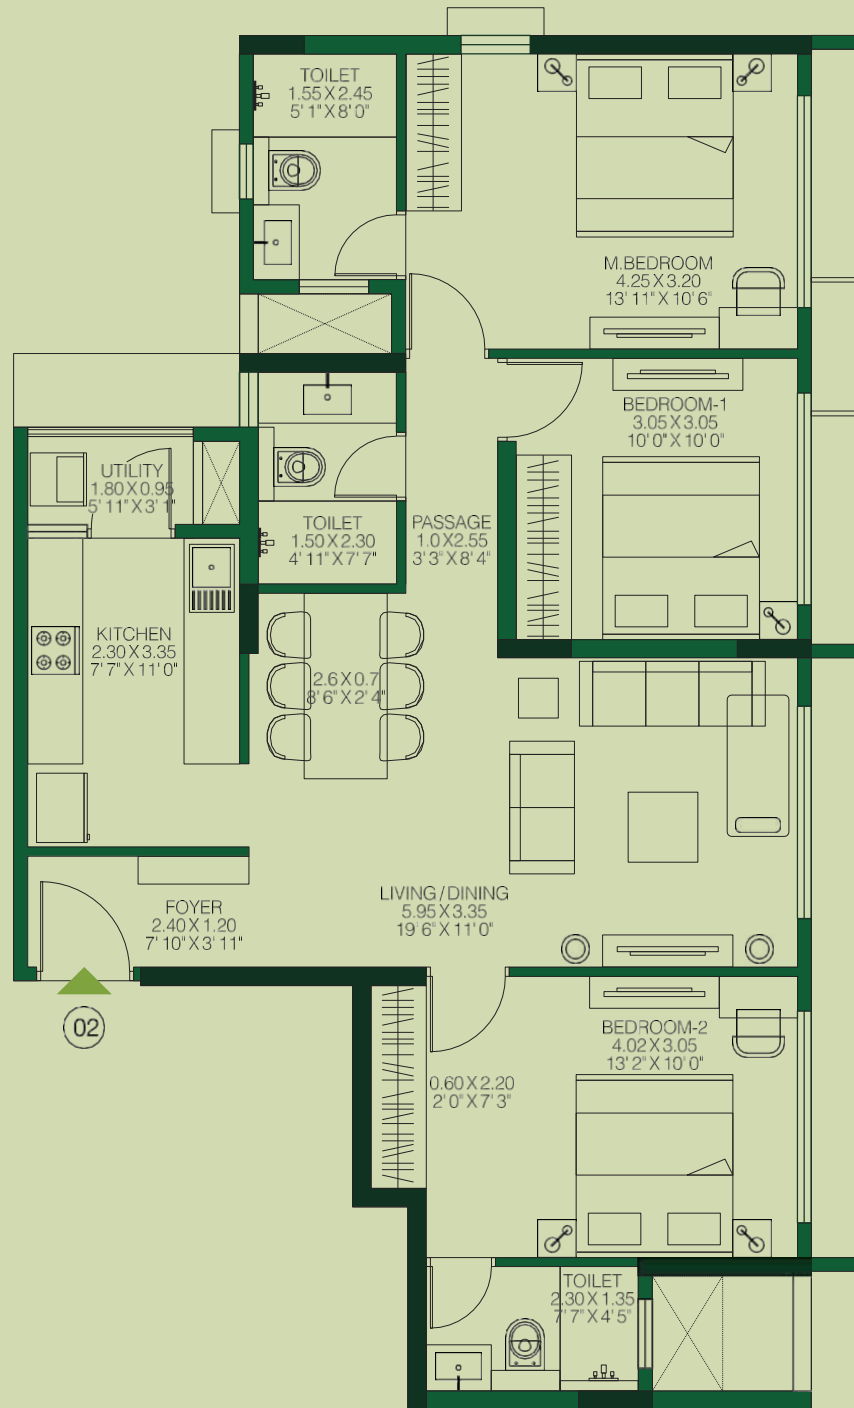 TOILET
1.55 X 2.45
5' 1" X 8' 0"
M.BEDROOM
4.25 X 3.20
13' 11" X 10' 6"
BEDROOM-1
3.05 X 3.05
10' 0" X 10' 0"
UTILITY
1.80 X 0.95
5' 11" X 3' 1"
TOILET
1.50 X 2.30
4' 11" X 7' 7"
PASSAGE
1.0 X 2.55
3' 3" X 8' 4"
KITCHEN
2.30 X 3.35
7' 7" X 11' 0"
2.6 X 0.7
8' 6" X 2' 4"
LIVING/DINING
5.95 X 3.35
19' 6" X 11' 0"
FOYER
2.40 X 1.20
7' 10" X 3' 11"
02
BEDROOM-2
4.02 X 3.05
13' 2" X 10' 0"
0.60 X 2.20
2' 0" X 7' 3"
TOILET
2.30 X 1.35
7' 7" X 4' 5"